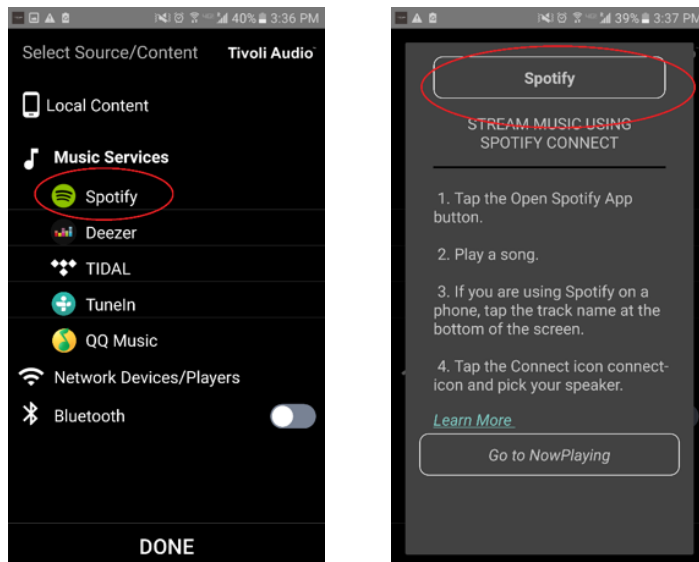 40% 3:36 PM
Select Source/Content Tivoli Audio
Local Content
Music Services
Spotify
Deezer
TIDAL
TuneIn
QQ Music
Network Devices/Players
Bluetooth
DONE
39% 3:37 PM
Spotify
STREAM MUSIC USING
SPOTIFY CONNECT
1. Tap the Open Spotify App
button.
2. Play a song.
3. If you are using Spotify on a
phone, tap the track name at the
bottom of the screen.
4. Tap the Connect icon connect-
icon and pick your speaker.
Learn More
Go to NowPlaying